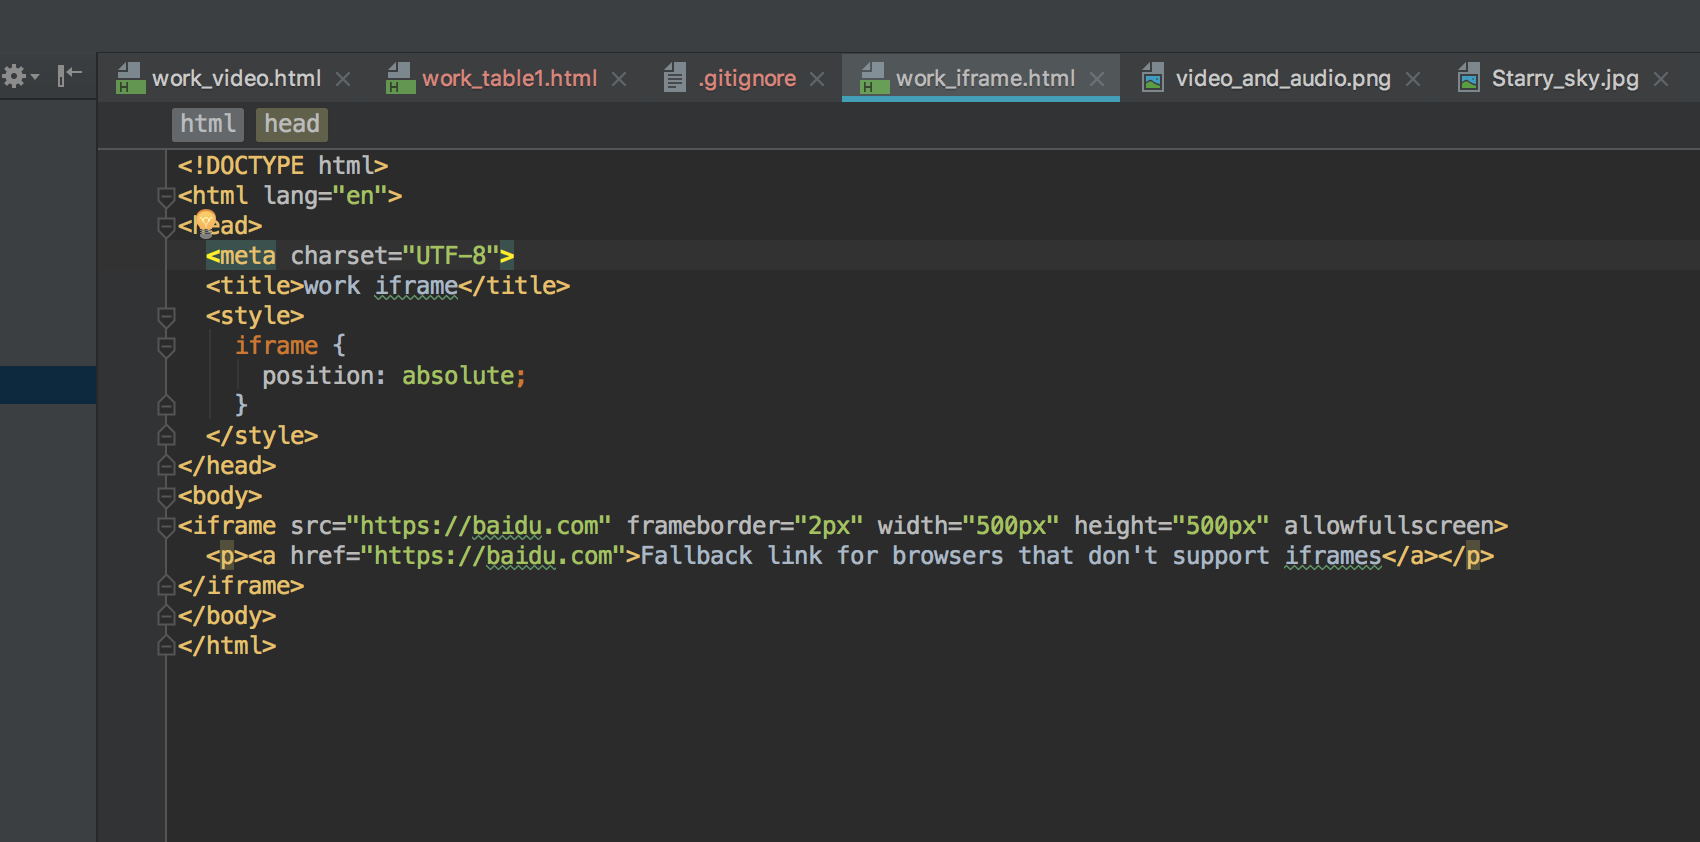 work_video.html work_table1.html .gitignore work_iframe.html video_and_audio.png Starry_sky.jpg
html head
<!DOCTYPE html>
<html lang="en">
<head>
<meta charset="UTF-8">
<title>work iframe</title>
<style>
iframe {
position: absolute;
}
</style>
</head>
<body>
<iframe src="https://baidu.com" frameborder="2px" width="500px" height="500px" allowfullscreen>
<p><a href="https://baidu.com">Fallback link for browsers that don't support iframes</a></p>
</iframe>
</body>
</html>